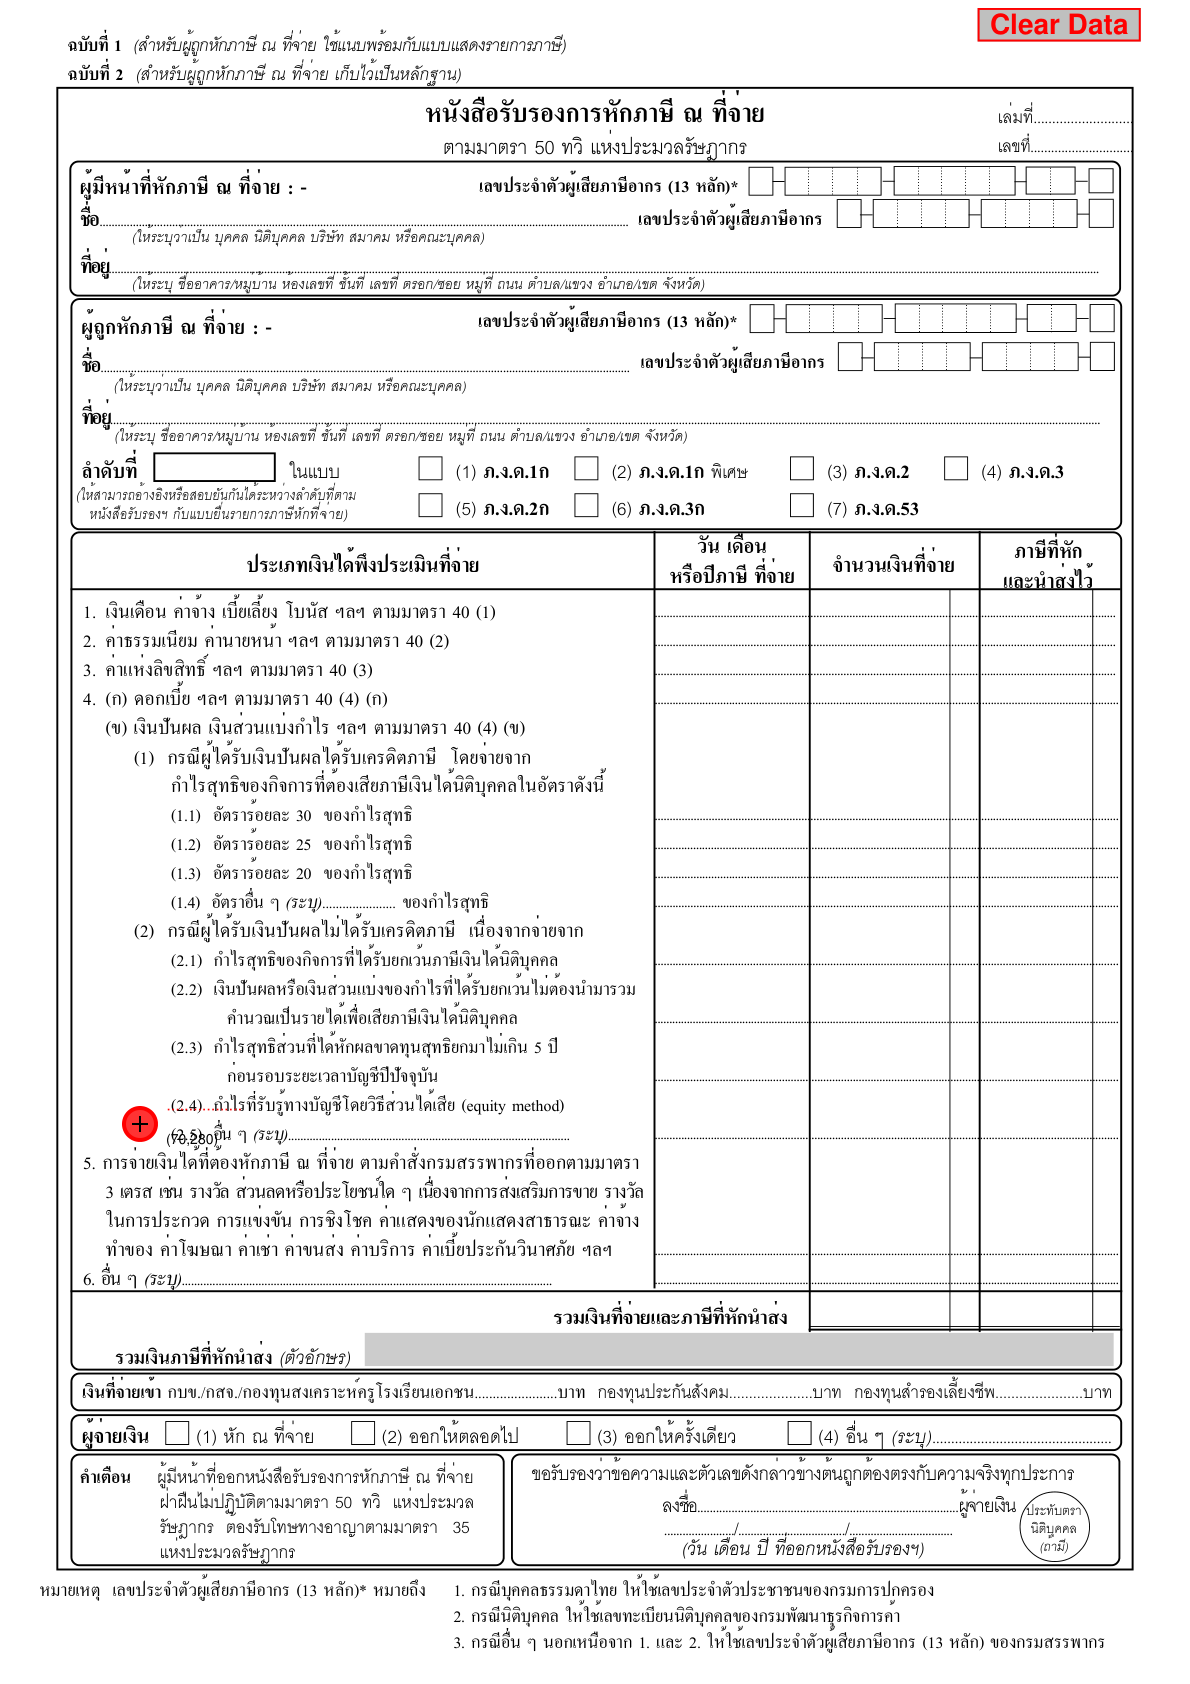 Clear Data
ฉบับที่ 1 (สำหรับผู้ถูกหักภาษี ณ ที่จ่าย ใช้แนบพร้อมกับแบบแสดงรายการภาษี)
ฉบับที่ 2 (สำหรับผู้ถูกหักภาษี ณ ที่จ่าย เก็บไว้เป็นหลักฐาน)
หนังสือรับรองการหักภาษี ณ ที่จ่าย
เล่มที่..........................
ตามมาตรา 50 ทวิ แห่งประมวลรัษฎากร
เลขที่............................
ผู้มีหน้าที่หักภาษี ณ ที่จ่าย : - เลขประจำตัวผู้เสียภาษีอากร (13 หลัก)*
ชื่อ.......................... เลขประจำตัวผู้เสียภาษีอากร
(ให้ระบุว่าเป็น บุคคล นิติบุคคล บริษัท สมาคม หรือคณะบุคคล)
ที่อยู่..........................
(ให้ระบุ ชื่ออาคาร/หมู่บ้าน ห้องเลขที่ ชั้นที่ เลขที่ ตรอก/ซอย หมู่ที่ ถนน ตำบล/แขวง อำเภอ/เขต จังหวัด)
ผู้ถูกหักภาษี ณ ที่จ่าย : - เลขประจำตัวผู้เสียภาษีอากร (13 หลัก)*
ชื่อ.......................... เลขประจำตัวผู้เสียภาษีอากร
(ให้ระบุว่าเป็น บุคคล นิติบุคคล บริษัท สมาคม หรือคณะบุคคล)
ที่อยู่..........................
(ให้ระบุ ชื่ออาคาร/หมู่บ้าน ห้องเลขที่ ชั้นที่ เลขที่ ตรอก/ซอย หมู่ที่ ถนน ตำบล/แขวง อำเภอ/เขต จังหวัด)
ลำดับที่ ในแบบ (1) ภ.ง.ด.1ก (2) ภ.ง.ด.1ก พิเศษ (3) ภ.ง.ด.2 (4) ภ.ง.ด.3
(ให้สามารถอ้างอิงหรือสอบยันกันได้ระหว่างลำดับที่ตาม
หนังสือรับรองฯ กับแบบยื่นรายการภาษีหักที่จ่าย) (5) ภ.ง.ด.2ก (6) ภ.ง.ด.3ก (7) ภ.ง.ด.53
ประเภทเงินได้พึงประเมินที่จ่าย
วัน เดือน
หรือปีภาษี ที่จ่าย
จำนวนเงินที่จ่าย
ภาษีที่หัก
และนำส่งไว้
1. เงินเดือน ค่าจ้าง เบี้ยเลี้ยง โบนัส ฯลฯ ตามมาตรา 40 (1)
2. ค่าธรรมเนียม ค่านายหน้า ฯลฯ ตามมาตรา 40 (2)
3. ค่าแห่งลิขสิทธิ์ ฯลฯ ตามมาตรา 40 (3)
4. (ก) ดอกเบี้ย ฯลฯ ตามมาตรา 40 (4) (ก)
(ข) เงินปันผล เงินส่วนแบ่งกำไร ฯลฯ ตามมาตรา 40 (4) (ข)
(1) กรณีผู้ได้รับเงินปันผลได้รับเครดิตภาษี โดยจ่ายจาก
กำไรสุทธิของกิจการที่ต้องเสียภาษีเงินได้นิติบุคคลในอัตราดังนี้
(1.1) อัตราร้อยละ 30 ของกำไรสุทธิ
(1.2) อัตราร้อยละ 25 ของกำไรสุทธิ
(1.3) อัตราร้อยละ 20 ของกำไรสุทธิ
(1.4) อัตราอื่น ๆ (ระบุ)...................... ของกำไรสุทธิ
(2) กรณีผู้ได้รับเงินปันผลไม่ได้รับเครดิตภาษี เนื่องจากจ่ายจาก
(2.1) กำไรสุทธิของกิจการที่ได้รับยกเว้นภาษีเงินได้นิติบุคคล
(2.2) เงินปันผลหรือเงินส่วนแบ่งของกำไรที่ได้รับยกเว้นไม่ต้องนำมารวม
คำนวณเป็นรายได้เพื่อเสียภาษีเงินได้นิติบุคคล
(2.3) กำไรสุทธิส่วนที่ได้หักผลขาดทุนสุทธิยกมาไม่เกิน 5 ปี
ก่อนรอบระยะเวลาบัญชีปีปัจจุบัน
(2.4) กำไรที่รับรู้ทางบัญชีโดยวิธีส่วนได้เสีย (equity method)
(2.5) อื่น ๆ (ระบุ)..........................
(70,280)
5. การจ่ายเงินได้ที่ต้องหักภาษี ณ ที่จ่าย ตามคำสั่งกรมสรรพากรที่ออกตามมาตรา
3 เตรส เช่น รางวัล ส่วนลดหรือประโยชน์ใด ๆ เนื่องจากการส่งเสริมการขาย รางวัล
ในการประกวด การแข่งขัน การชิงโชค ค่าแสดงของนักแสดงสาธารณะ ค่าจ้าง
ทำของ ค่าโฆษณา ค่าเช่า ค่าขนส่ง ค่าบริการ ค่าเบี้ยประกันวินาศภัย ฯลฯ
6. อื่น ๆ (ระบุ)..........................
รวมเงินที่จ่ายและภาษีที่หักนำส่ง
รวมเงินภาษีที่หักนำส่ง (ตัวอักษร)
เงินที่จ่ายเข้า กบข./กสจ./กองทุนสงเคราะห์ครูโรงเรียนเอกชน......................บาท กองทุนประกันสังคม......................บาท กองทุนสำรองเลี้ยงชีพ.......................บาท
ผู้จ่ายเงิน (1) หัก ณ ที่จ่าย (2) ออกให้ตลอดไป (3) ออกให้ครั้งเดียว (4) อื่น ๆ (ระบุ)..........................
คำเตือน ผู้มีหน้าที่ออกหนังสือรับรองการหักภาษี ณ ที่จ่าย
ฝ่าฝืนไม่ปฏิบัติตามมาตรา 50 ทวิ แห่งประมวล
รัษฎากร ต้องรับโทษทางอาญาตามมาตรา 35
แห่งประมวลรัษฎากร
ขอรับรองว่าข้อความและตัวเลขดังกล่าวข้างต้นถูกต้องตรงกับความจริงทุกประการ
ลงชื่อ..........................ผู้จ่ายเงิน
................/........................../..........................
(วัน เดือน ปี ที่ออกหนังสือรับรองฯ)
ประทับตรา
นิติบุคคล
(ถ้ามี)
หมายเหตุ เลขประจำตัวผู้เสียภาษีอากร (13 หลัก)* หมายถึง 1. กรณีบุคคลธรรมดาไทย ให้ใช้เลขประจำตัวประชาชนของกรมการปกครอง
2. กรณีนิติบุคคล ให้ใช้เลขทะเบียนนิติบุคคลของกรมพัฒนาธุรกิจการค้า
3. กรณีอื่น ๆ นอกเหนือจาก 1. และ 2. ให้ใช้เลขประจำตัวผู้เสียภาษีอากร (13 หลัก) ของกรมสรรพากร